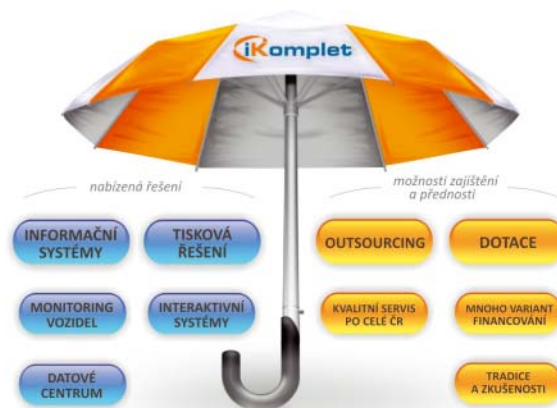 iKomplet
nabízená řešení
možnosti zajištění
a přednosti
INFORMAČNÍ
SYSTÉMY
TISKOVÁ
ŘEŠENÍ
OUTSOURCING
DOTACE
MONITORING
VOZIDEL
INTERAKTIVNÍ
SYSTÉMY
KVALITNÍ SERVIS
PO CELÉ ČR
MNOHO VARIANT
FINANCOVÁNÍ
DATOVÉ
CENTRUM
TRADICE
A ZKUŠENOSTI